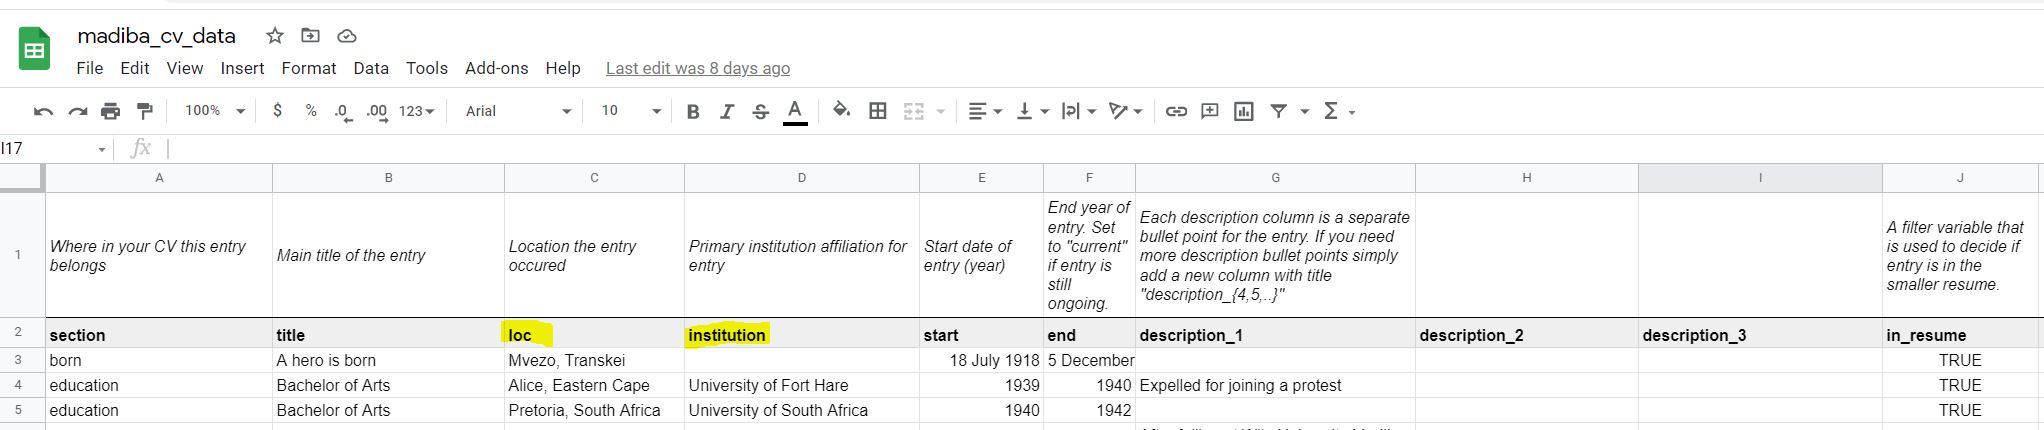 madiba_cv_data
File Edit View Insert Format Data Tools Add-ons Help Last edit was 8 days ago
100% $ % .0 .00 123 Arial 10 B I S A Σ
I17 fx
A B C D E F G H I J
1 Where in your CV this entry belongs Main title of the entry Location the entry occured Primary institution affiliation for entry Start date of entry (year) End year of entry. Set to "current" if entry is still ongoing. Each description column is a separate bullet point for the entry. If you need more description bullet points simply add a new column with title "description_{4,5,..}" A filter variable that is used to decide if entry is in the smaller resume.
2 section title loc institution start end description_1 description_2 description_3 in_resume
3 born A hero is born Mvezo, Transkei 18 July 1918 5 December TRUE
4 education Bachelor of Arts Alice, Eastern Cape University of Fort Hare 1939 1940 Expelled for joining a protest TRUE
5 education Bachelor of Arts Pretoria, South Africa University of South Africa 1940 1942 TRUE